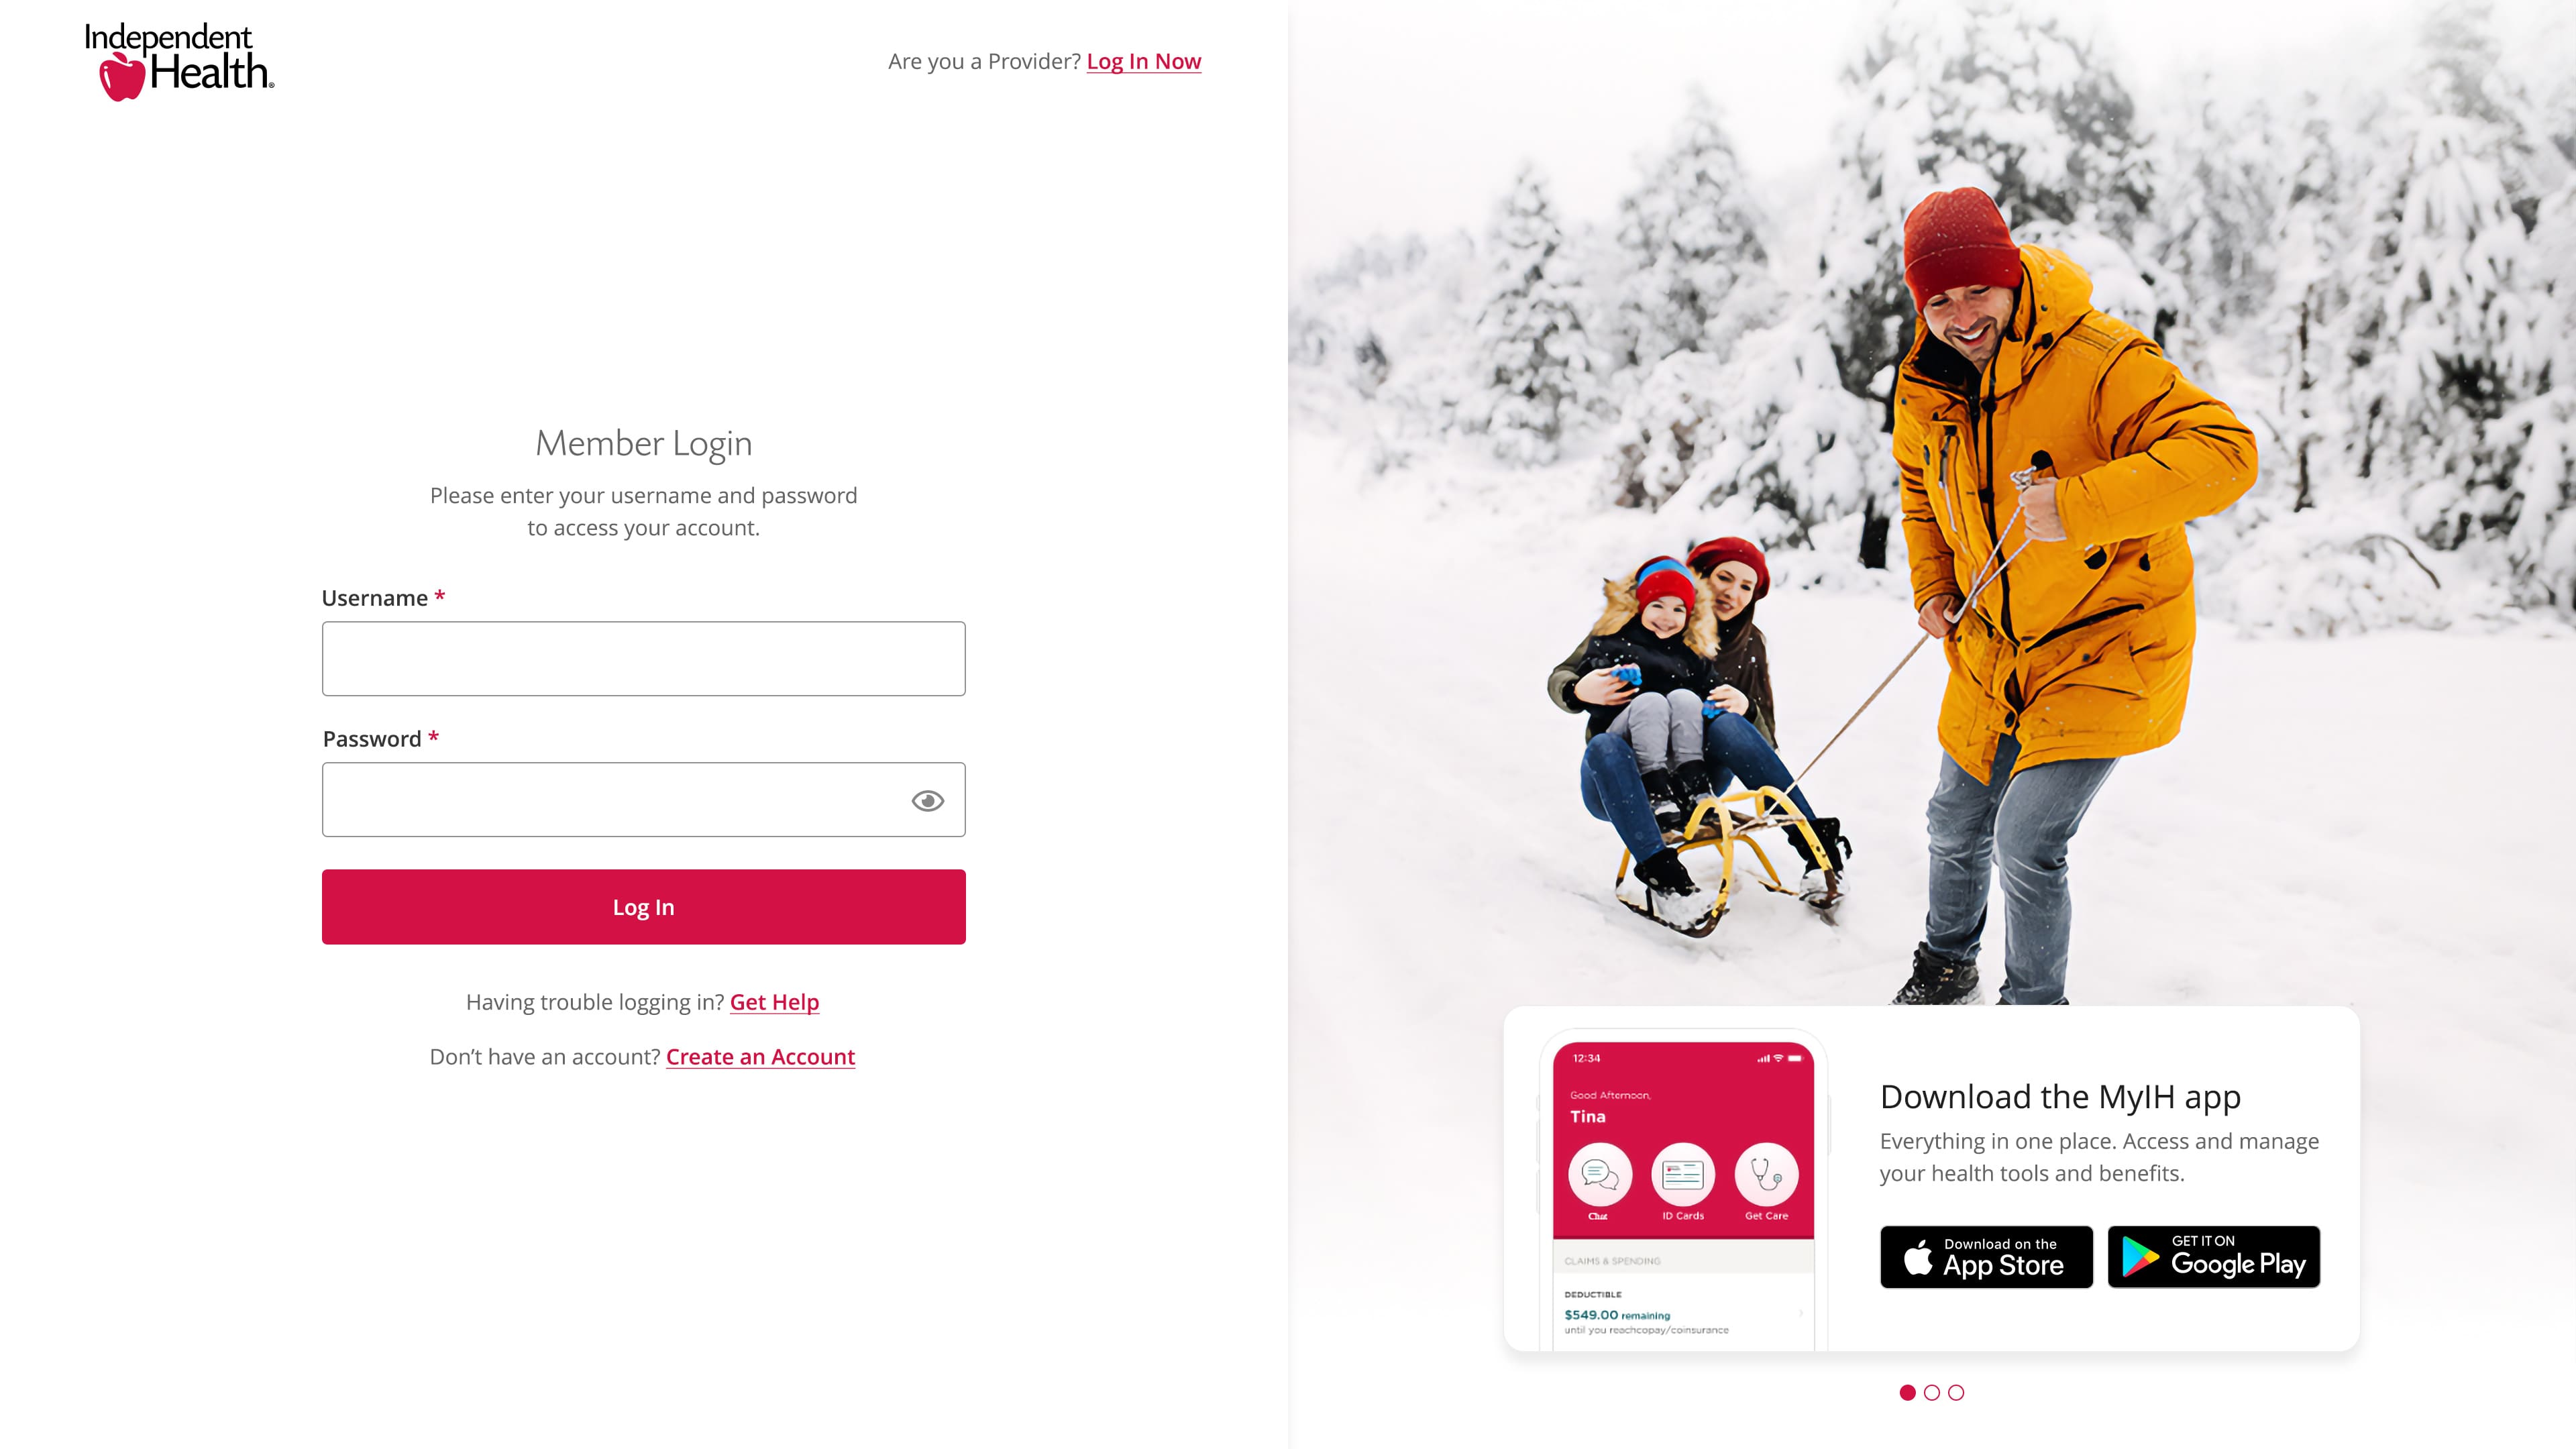 Independent
Health®
Are you a Provider? Log In Now
Member Login
Please enter your username and password
to access your account.
Username *
Password *
Log In
Having trouble logging in? Get Help
Don’t have an account? Create an Account
12:34
Good Afternoon,
Tina
Chat
ID Cards
Get Care
CLAIMS & SPENDING
DEDUCTIBLE
$549.00 remaining
until you reachcopay/coinsurance
Download the MyIH app
Everything in one place. Access and manage
your health tools and benefits.
Download on the
App Store
GET IT ON
Google Play